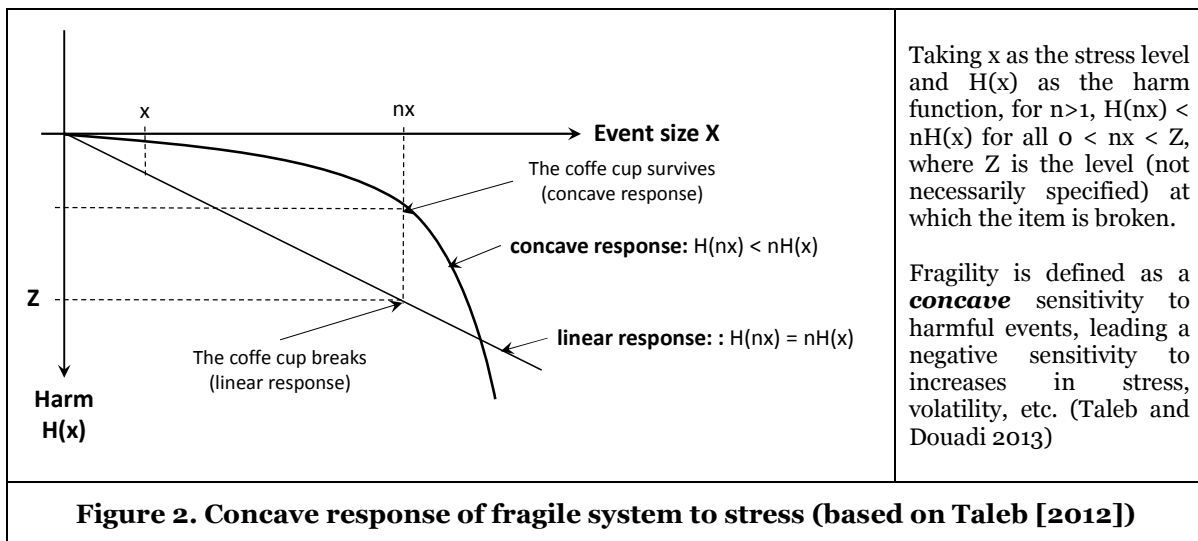 x
nx
Event size X
The coffe cup survives
(concave response)
concave response: H(nx) < nH(x)
Z
linear response: : H(nx) = nH(x)
The coffe cup breaks
(linear response)
Harm
H(x)
Taking x as the stress level
and H(x) as the harm
function, for n>1, H(nx) <
nH(x) for all 0 < nx < Z,
where Z is the level (not
necessarily specified) at
which the item is broken.
Fragility is defined as a
concave sensitivity to
harmful events, leading a
negative sensitivity to
increases in stress,
volatility, etc. (Taleb and
Douadi 2013)
Figure 2. Concave response of fragile system to stress (based on Taleb [2012])